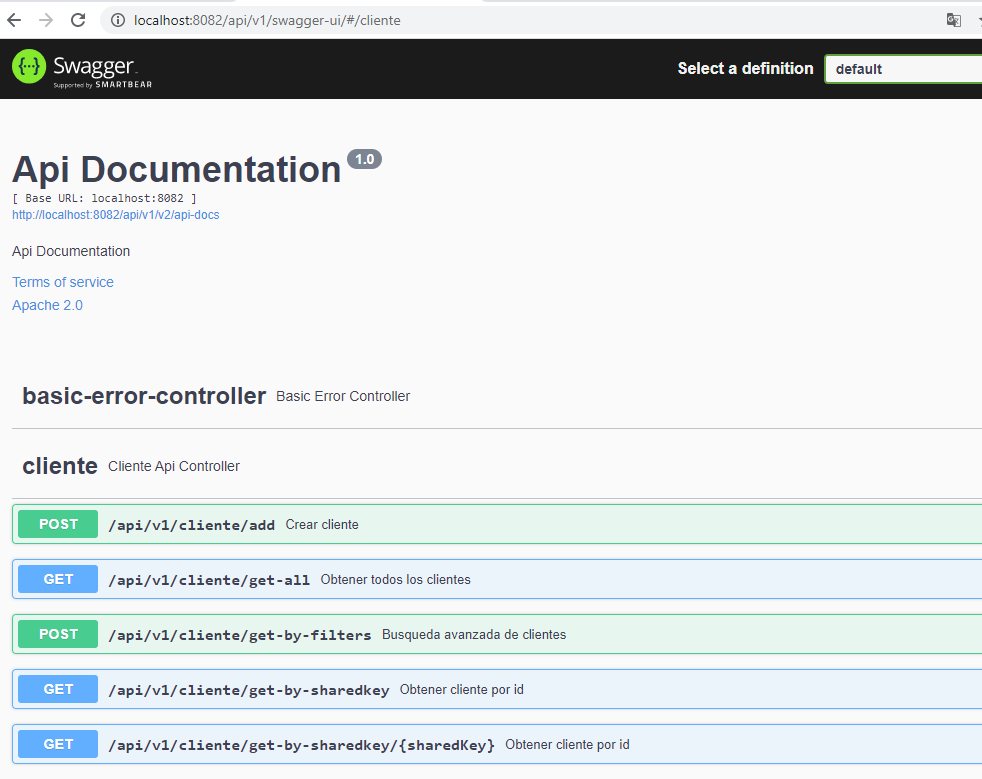 localhost:8082/api/v1/swagger-ui/#/cliente
{···} Swagger
Supported by SMARTBEAR
Select a definition default
Api Documentation 1.0
[ Base URL: localhost:8082 ]
http://localhost:8082/api/v1/v2/api-docs
Api Documentation
Terms of service
Apache 2.0
basic-error-controller Basic Error Controller
cliente Cliente Api Controller
POST /api/v1/cliente/add Crear cliente
GET /api/v1/cliente/get-all Obtener todos los clientes
POST /api/v1/cliente/get-by-filters Busqueda avanzada de clientes
GET /api/v1/cliente/get-by-sharedkey Obtener cliente por id
GET /api/v1/cliente/get-by-sharedkey/{sharedKey} Obtener cliente por id